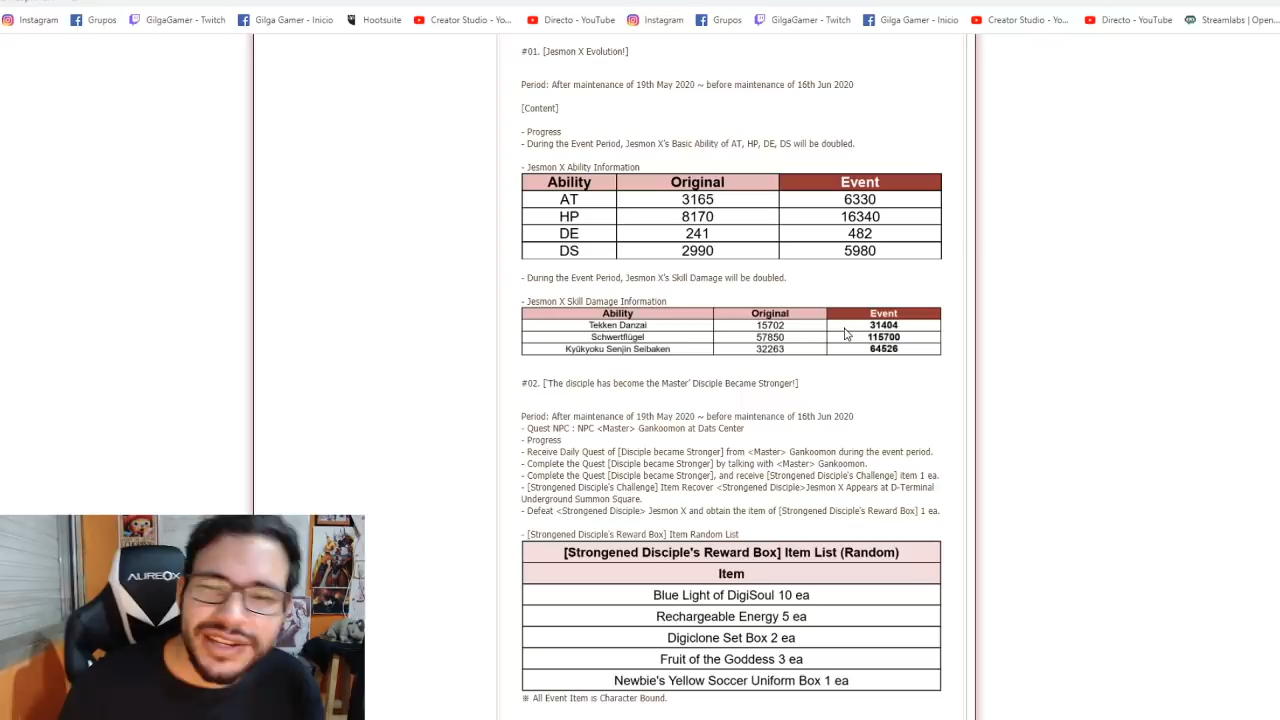 Instagram Grupos GilgaGamer - Twitch Gilga Gamer - Inicio Hootsuite Creator Studio - Yo... Directo - YouTube Instagram Grupos GilgaGamer - Twitch Gilga Gamer - Inicio Creator Studio - Yo... Directo - YouTube Streamlabs | Open...
#01. [Jesmon X Evolution!]
Period: After maintenance of 19th May 2020 ~ before maintenance of 16th Jun 2020
[Content]
- Progress
- During the Event Period, Jesmon X's Basic Ability of AT, HP, DE, DS will be doubled.
- Jesmon X Ability Information
Ability Original Event
AT 3165 6330
HP 8170 16340
DE 241 482
DS 2990 5980
- During the Event Period, Jesmon X's Skill Damage will be doubled.
- Jesmon X Skill Damage Information
Ability Original Event
Tekken Danzai 15702 31404
Schwertflügel 57850 115700
Kyūkyoku Senjin Seibaken 32263 64526
#02. ['The disciple has become the Master' Disciple Became Stronger!]
Period: After maintenance of 19th May 2020 ~ before maintenance of 16th Jun 2020
- Quest NPC : NPC <Master> Gankoomon at Dats Center
- Progress
- Receive Daily Quest of [Disciple became Stronger] from <Master> Gankoomon during the event period.
- Complete the Quest [Disciple became Stronger] by talking with <Master> Gankoomon.
- Complete the Quest [Disciple became Stronger], and receive [Strongened Disciple's Challenge] item 1 ea.
- [Strongened Disciple's Challenge] Item Recover <Strongened Disciple>Jesmon X Appears at D-Terminal
Underground Summon Square.
- Defeat <Strongened Disciple> Jesmon X and obtain the item of [Strongened Disciple's Reward Box] 1 ea.
- [Strongened Disciple's Reward Box] Item Random List
[Strongened Disciple's Reward Box] Item List (Random)
Item
Blue Light of DigiSoul 10 ea
Rechargeable Energy 5 ea
Digiclone Set Box 2 ea
Fruit of the Goddess 3 ea
Newbie's Yellow Soccer Uniform Box 1 ea
※ All Event Item is Character Bound.
AUREOX